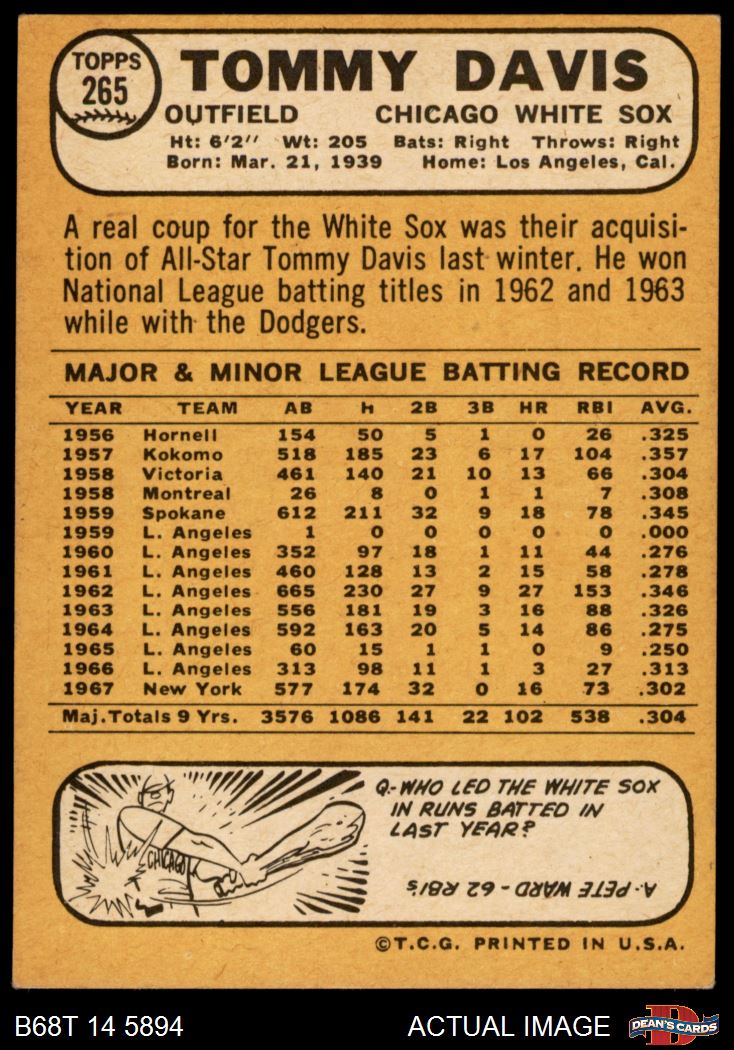 TOPPS
265
TOMMY DAVIS
OUTFIELD CHICAGO WHITE SOX
Ht: 6'2" Wt: 205 Bats: Right Throws: Right
Born: Mar. 21, 1939 Home: Los Angeles, Cal.
A real coup for the White Sox was their acquisi-
tion of All-Star Tommy Davis last winter. He won
National League batting titles in 1962 and 1963
while with the Dodgers.
MAJOR & MINOR LEAGUE BATTING RECORD
YEAR TEAM AB H 2B 3B HR RBI AVG.
1956 Hornell 154 50 5 1 0 26 .325
1957 Kokomo 518 185 23 6 17 104 .357
1958 Victoria 461 140 21 10 13 66 .304
1958 Montreal 26 8 0 1 1 7 .308
1959 Spokane 612 211 32 9 18 78 .345
1959 L. Angeles 1 0 0 0 0 0 .000
1960 L. Angeles 352 97 18 1 11 44 .276
1961 L. Angeles 460 128 13 2 15 58 .278
1962 L. Angeles 665 230 27 9 27 153 .346
1963 L. Angeles 556 181 19 3 16 88 .326
1964 L. Angeles 592 163 20 5 14 86 .275
1965 L. Angeles 60 15 1 1 0 9 .250
1966 L. Angeles 313 98 11 1 3 27 .313
1967 New York 577 174 32 0 16 73 .302
Maj. Totals 9 Yrs. 3576 1086 141 22 102 538 .304
CHICAGO
Q.- WHO LED THE WHITE SOX
IN RUNS BATTED IN
LAST YEAR?
A.- PETE WARD - 62 RBI's
©T.C.G. PRINTED IN U.S.A.
B68T 14 5894 ACTUAL IMAGE
D
DEAN'S CARDS